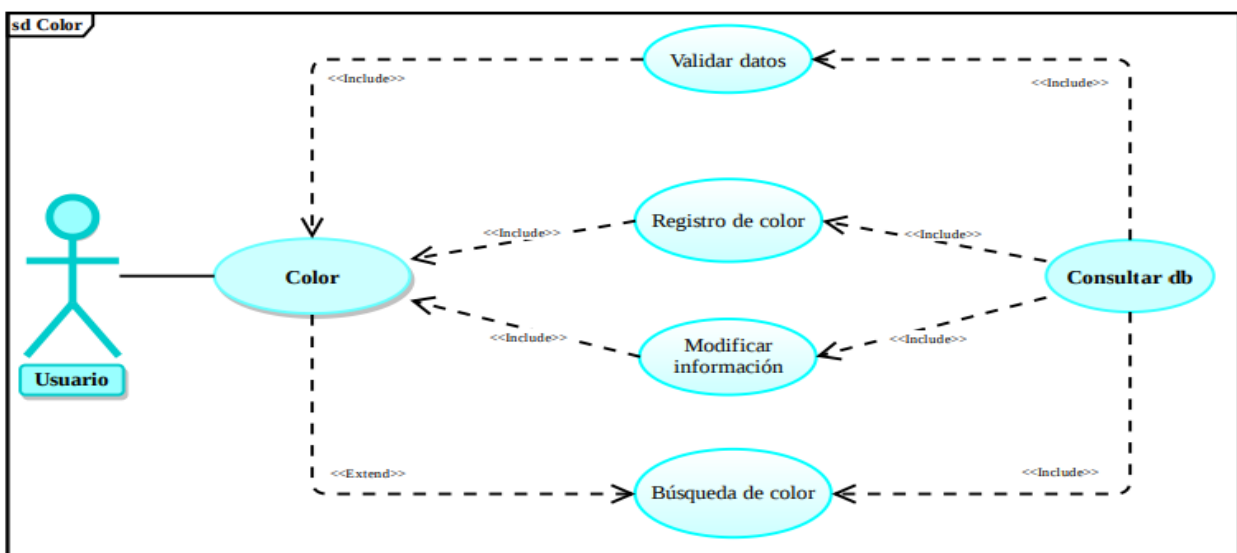 sd Color
Validar datos
<<Include>>
<<Include>>
Registro de color
<<Include>>
<<Include>>
Color
Consultar db
<<Include>>
<<Include>>
Modificar
información
Usuario
<<Extend>>
<<Include>>
Búsqueda de color